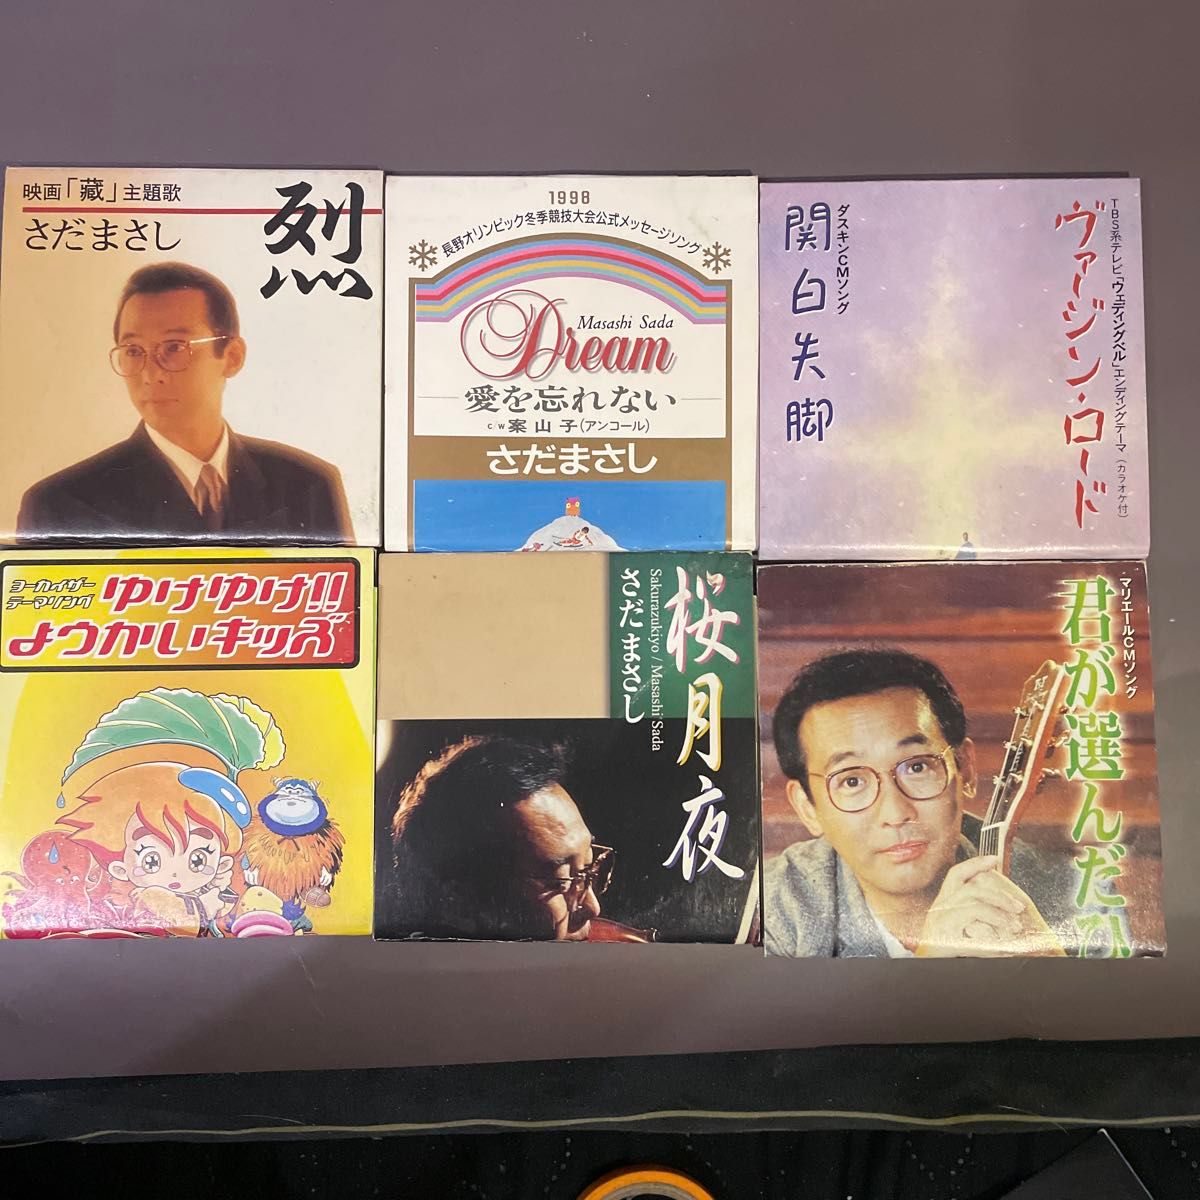 映画「藏」主題歌
さだまさし
烈
1998
長野オリンピック冬季競技大会公式メッセージソング
Masashi Sada
Dream
愛を忘れない
c/w 案山子(アンコール)
さだまさし
TBS系テレビ「ウェディングベル」エンディングテーマ(カラオケ付)
ヴァージン・ロード
ダスキンCMソング
関白失脚
ヨーカイザー
テーマソング
ゆけゆけ!!
ようかいキッズ
桜月夜
Sakurazukiyo / Masashi Sada
さだまさし
マリエールCMソング
君が選んだひ